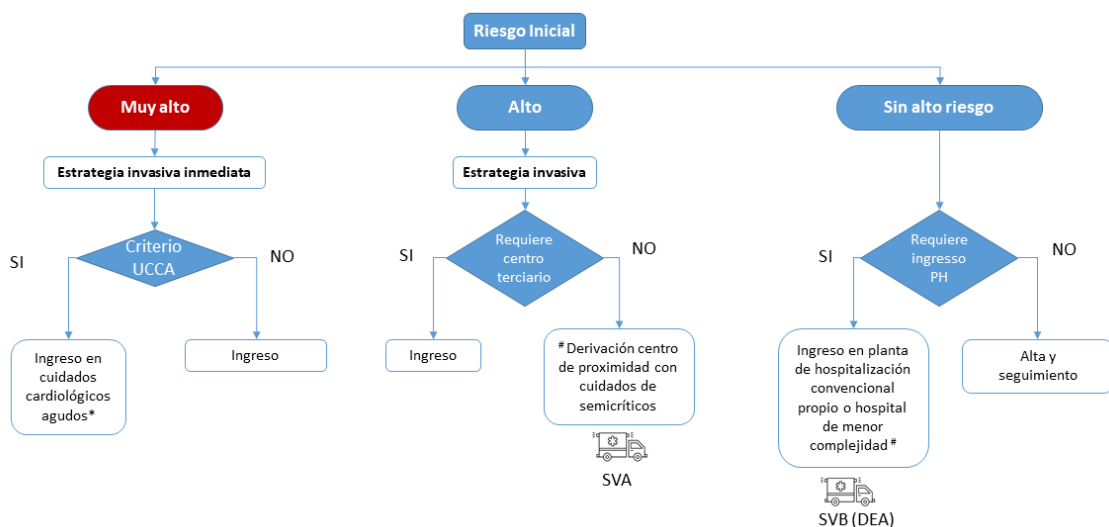 Riesgo Inicial
Muy alto
Alto
Sin alto riesgo
Estrategia invasiva inmediata
Estrategia invasiva
SI
Criterio
UCCA
NO
SI
Requiere
centro
terciario
NO
SI
Requiere
ingreso
PH
NO
Ingreso en
cuidados
cardiológicos
agudos*
Ingreso
Ingreso
# Derivación centro
de proximidad con
cuidados de
semicríticos
SVA
Ingreso en planta
de hospitalización
convencional
propio o hospital
de menor
complejidad #
SVB (DEA)
Alta y
seguimiento